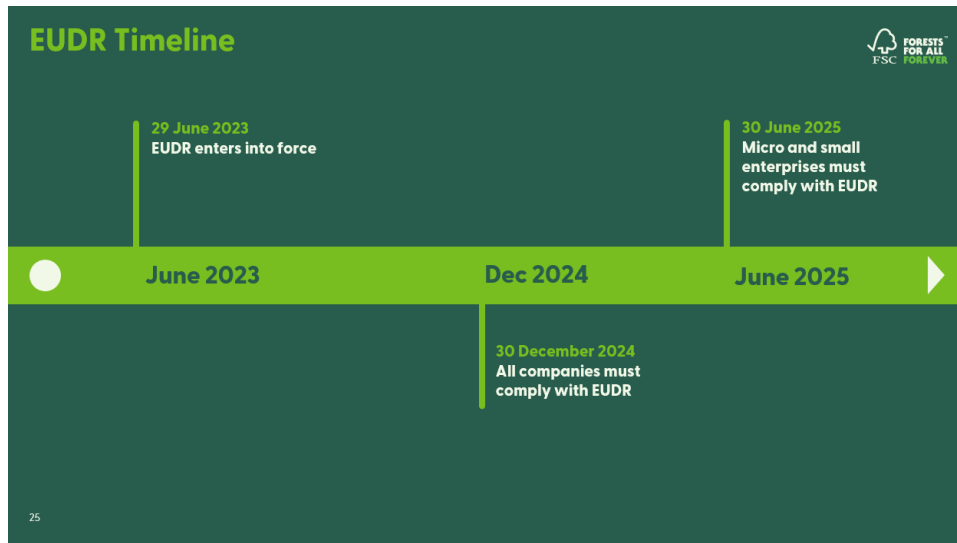 EUDR Timeline
FORESTS™
FOR ALL
FOREVER
FSC
29 June 2023
EUDR enters into force
30 June 2025
Micro and small
enterprises must
comply with EUDR
June 2023
Dec 2024
June 2025
30 December 2024
All companies must
comply with EUDR
25